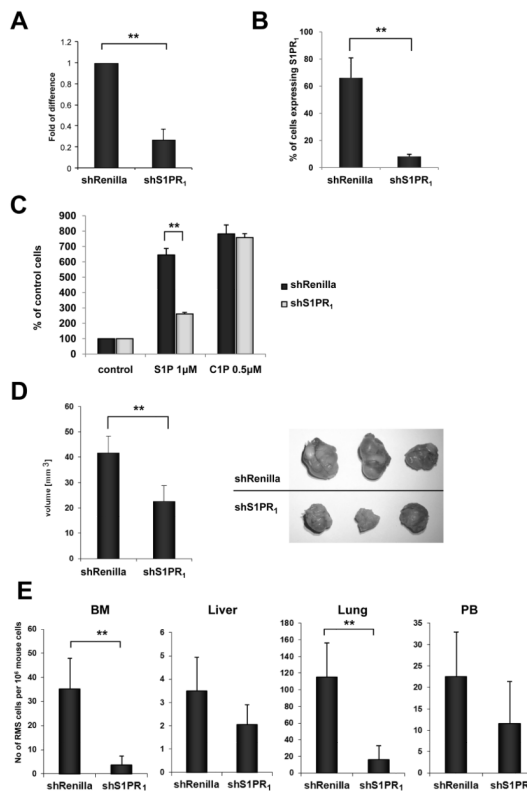 A
**
Fold of difference
1.2
1
0.8
0.6
0.4
0.2
0
shRenilla
shS1PR1
B
**
% of cells expressing S1PR1
100
80
60
40
20
0
shRenilla
shS1PR1
C
**
% of control cells
900
800
700
600
500
400
300
200
100
0
control
S1P 1µM
C1P 0.5µM
shRenilla
shS1PR1
D
**
volume [mm 3]
60
50
40
30
20
10
0
shRenilla
shS1PR1
shRenilla
shS1PR1
E
No of RMS cells per 10⁶ mouse cells
BM
**
60
50
40
30
20
10
0
shRenilla
shS1PR1
Liver
6
5
4
3
2
1
0
shRenilla
shS1PR1
Lung
**
180
160
140
120
100
80
60
40
20
0
shRenilla
shS1PR1
PB
35
30
25
20
15
10
5
0
shRenilla
shS1PR